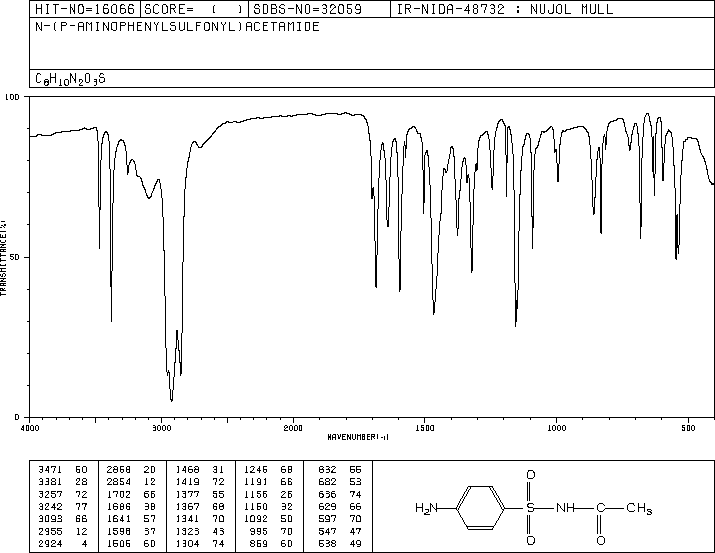 HIT-NO=16066 SCORE= ( ) SDBS-NO=32059 IR-NIDA-48732 : NUJOL MULL
N-(P-AMINOPHENYLSULFONYL)ACETAMIDE
C8H10N2O3S
100
50
0
TRANSMITTANCE(%)
4000 3000 2000 1500 1000 500
WAVENUMBER(-1)
3471 50 2868 20 1468 31 1246 68 832 55
3381 28 2854 12 1419 72 1191 66 682 53
3257 72 1702 66 1377 55 1156 26 636 74
3242 77 1686 38 1367 68 1150 32 629 66
3093 66 1641 57 1341 70 1092 50 597 70
2955 12 1598 37 1323 43 995 70 547 47
2924 4 1506 60 1304 74 859 60 538 49
O O
H2N S NH C CH3
O